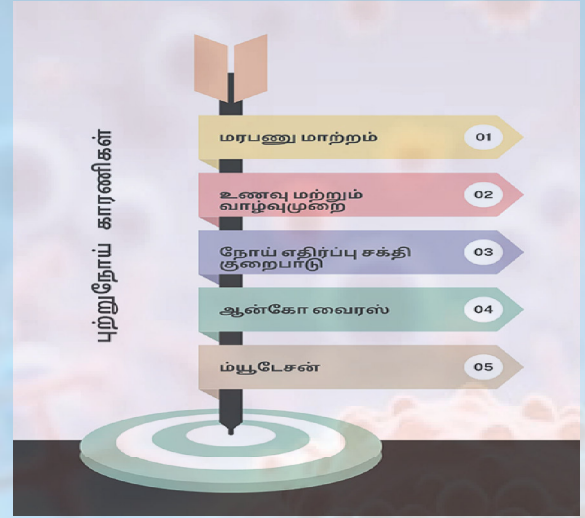 புற்றுநோய் காரணிகள்
மரபணு மாற்றம்
01
உணவு மற்றும்
வாழ்வுமுறை
02
நோய் எதிர்ப்பு சக்தி
குறைபாடு
03
ஆன்கோ வைரஸ்
04
ம்யூடேசன்
05